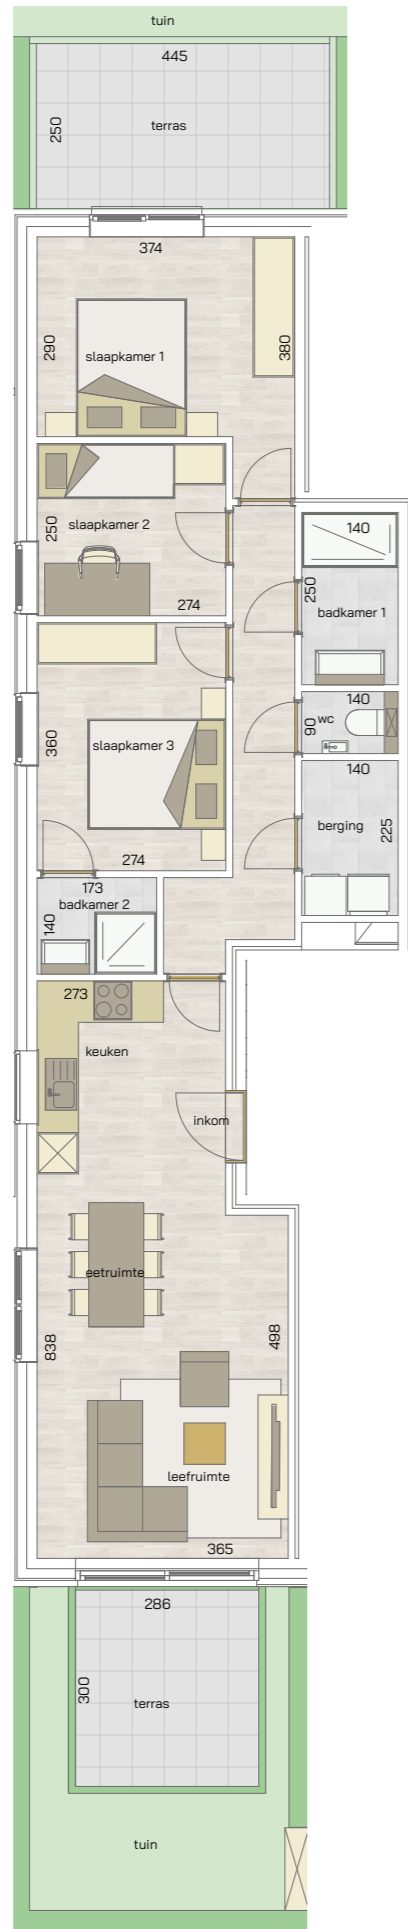 tuin
445
250
terras
374
290
slaapkamer 1
380
250
slaapkamer 2
274
140
250
badkamer 1
360
slaapkamer 3
274
140
90
wc
140
berging
225
173
badkamer 2
140
273
keuken
inkom
eetruimte
838
498
leefruimte
365
286
300
terras
tuin